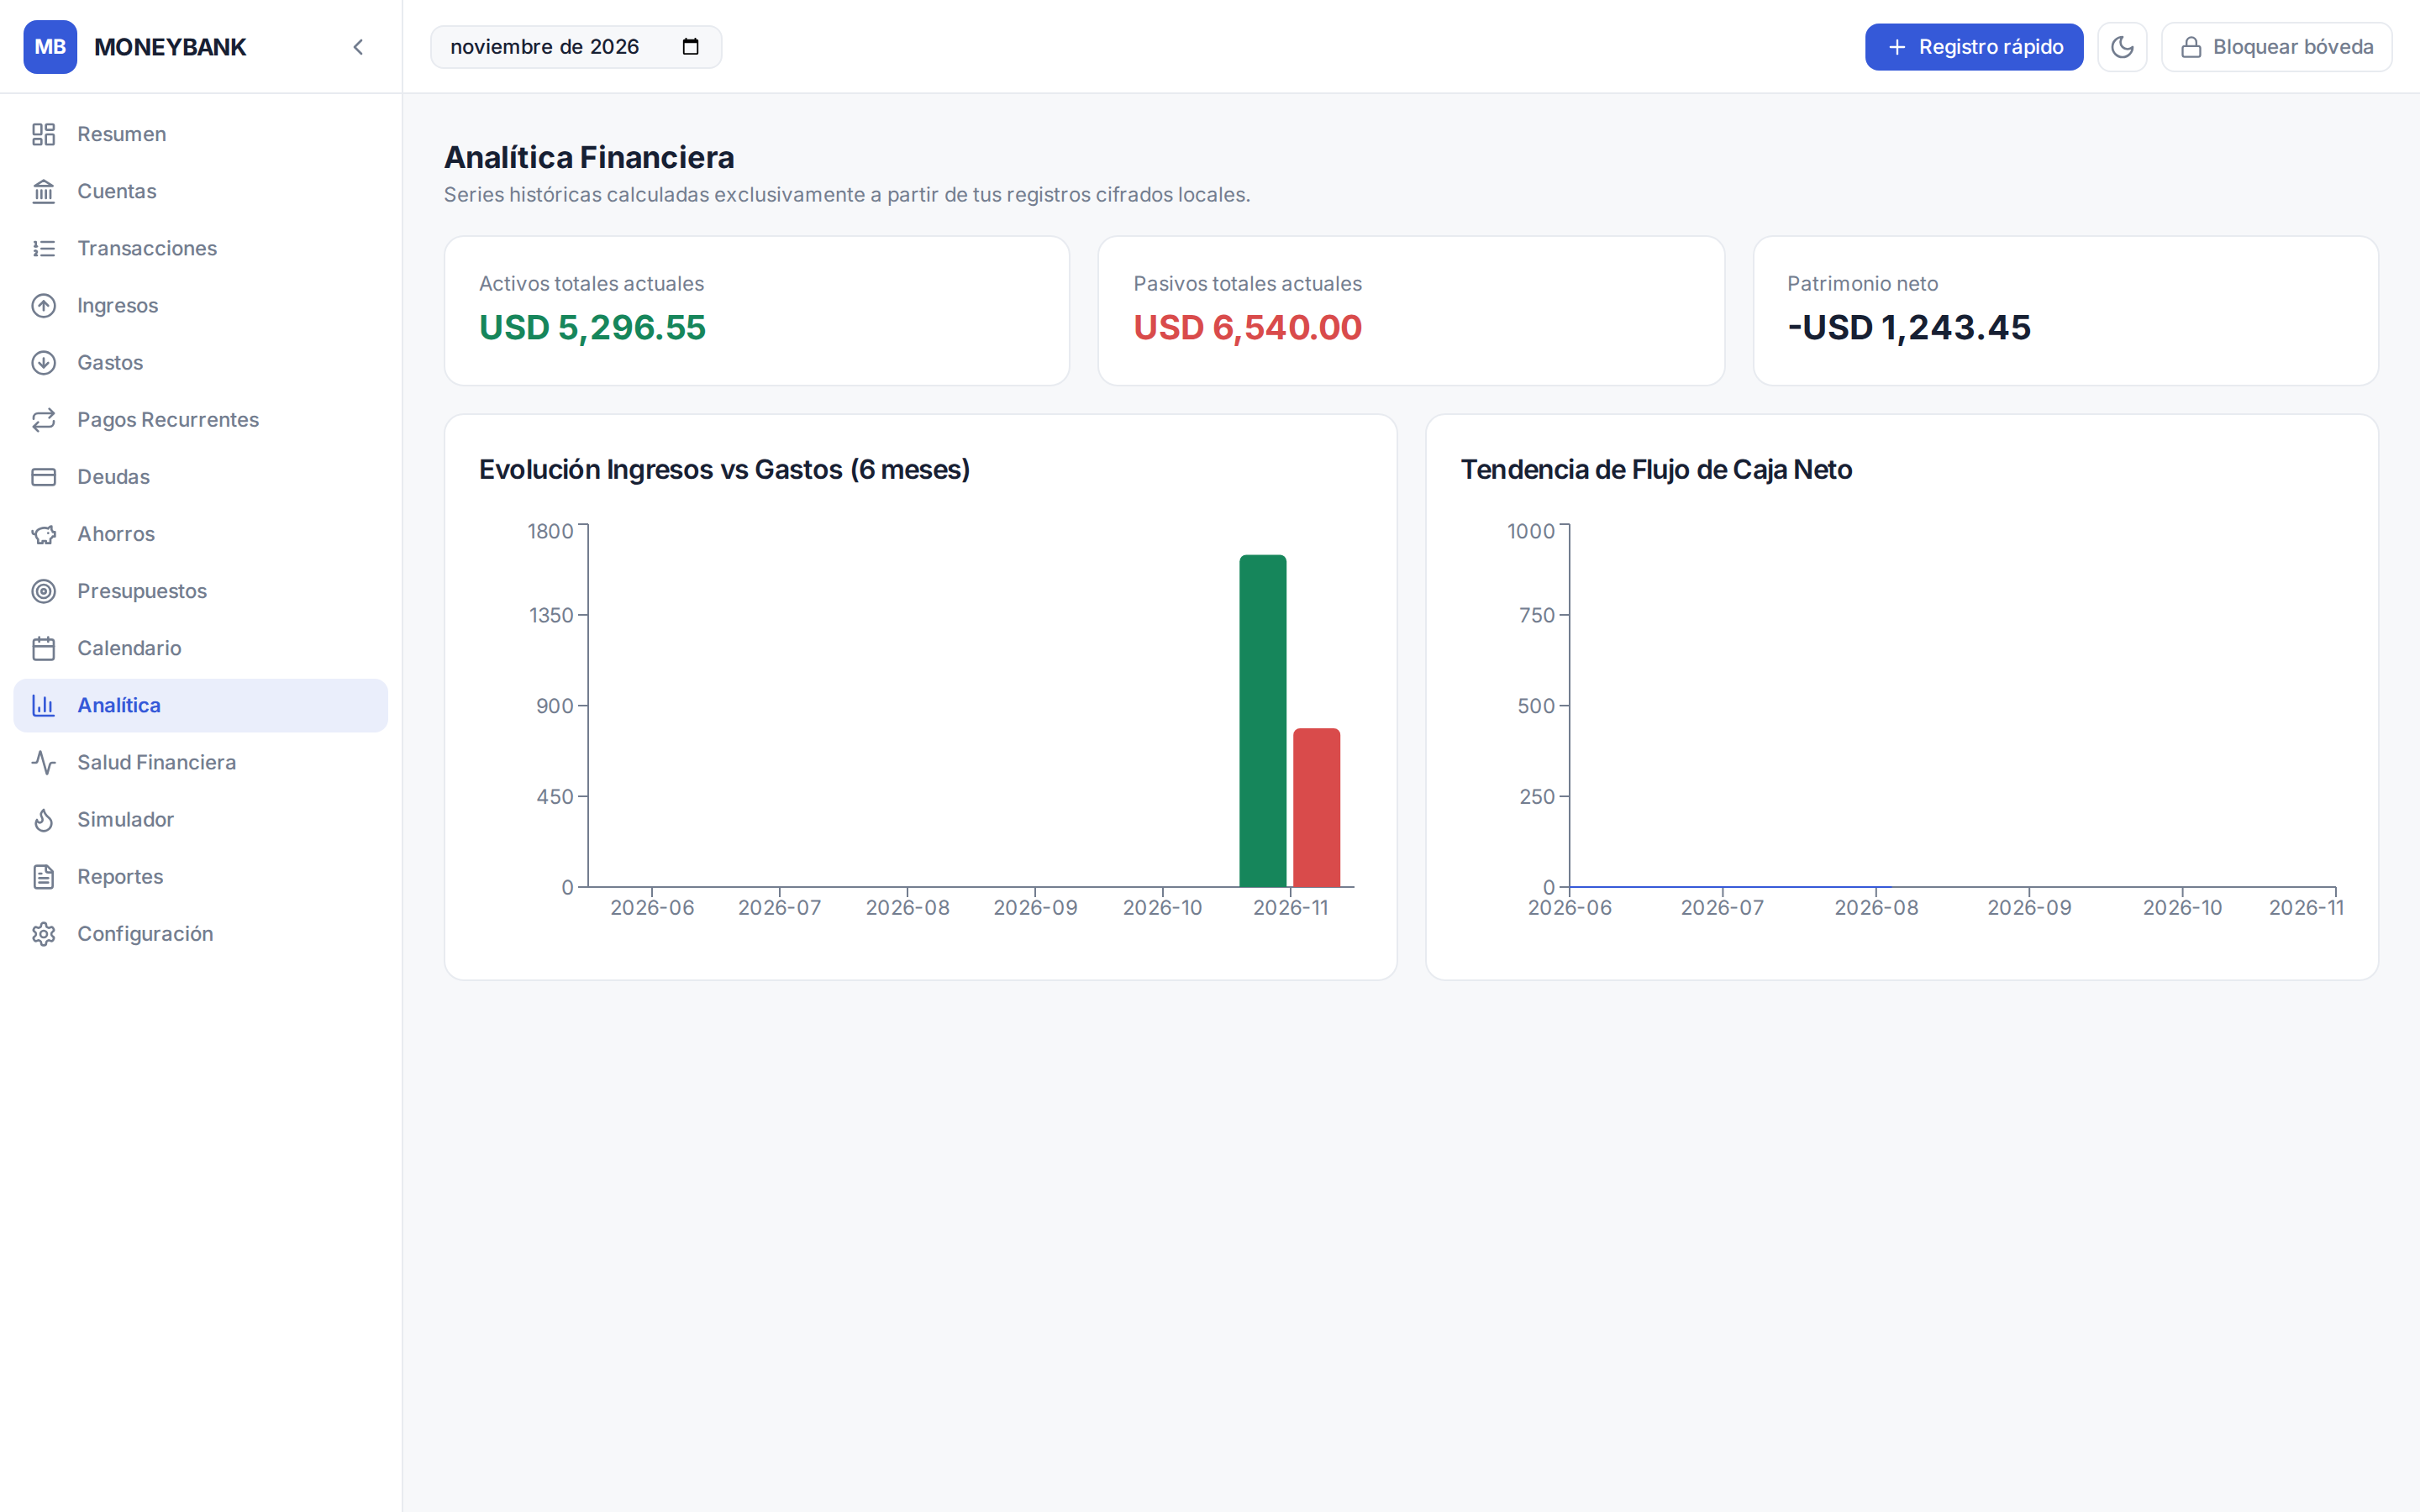 MB MONEYBANK
noviembre de 2026
Registro rápido
Bloquear bóveda
Resumen
Cuentas
Transacciones
Ingresos
Gastos
Pagos Recurrentes
Deudas
Ahorros
Presupuestos
Calendario
Analítica
Salud Financiera
Simulador
Reportes
Configuración
Analítica Financiera
Series históricas calculadas exclusivamente a partir de tus registros cifrados locales.
Activos totales actuales
USD 5,296.55
Pasivos totales actuales
USD 6,540.00
Patrimonio neto
-USD 1,243.45
Evolución Ingresos vs Gastos (6 meses)
1800
1350
900
450
0
2026-06 2026-07 2026-08 2026-09 2026-10 2026-11
Tendencia de Flujo de Caja Neto
1000
750
500
250
0
2026-06 2026-07 2026-08 2026-09 2026-10 2026-11